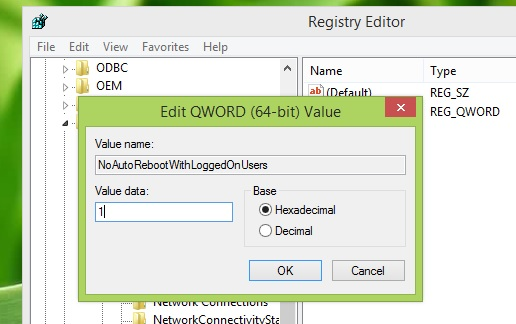 Registry Editor
File Edit View Favorites Help
ODBC
OEM
Name Type
ab (Default) REG_SZ
REG_QWORD
Edit QWORD (64-bit) Value
Value name:
NoAutoRebootWithLoggedOnUsers
Value data:
1
Base
Hexadecimal
Decimal
OK Cancel
Network Connections
NetworkConnectivitySta